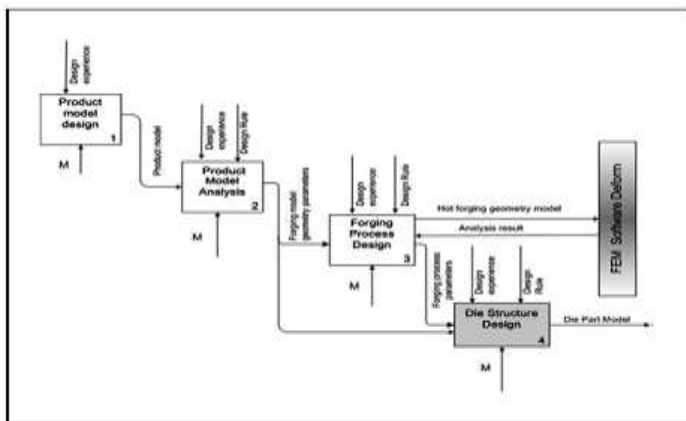 Design
experience
Product
model
design
1
M
Product model
Design
experience
Design Rule
Product
Model
Analysis
2
M
Forging model
geometry parameters
Design
experience
Design Rule
Forging
Process
Design
3
M
Hot forging geometry model
Analysis result
FEM Software Deform
Forging process
parameters
Design
experience
Design
Rule
Die Structure
Design
4
M
Die Part Model